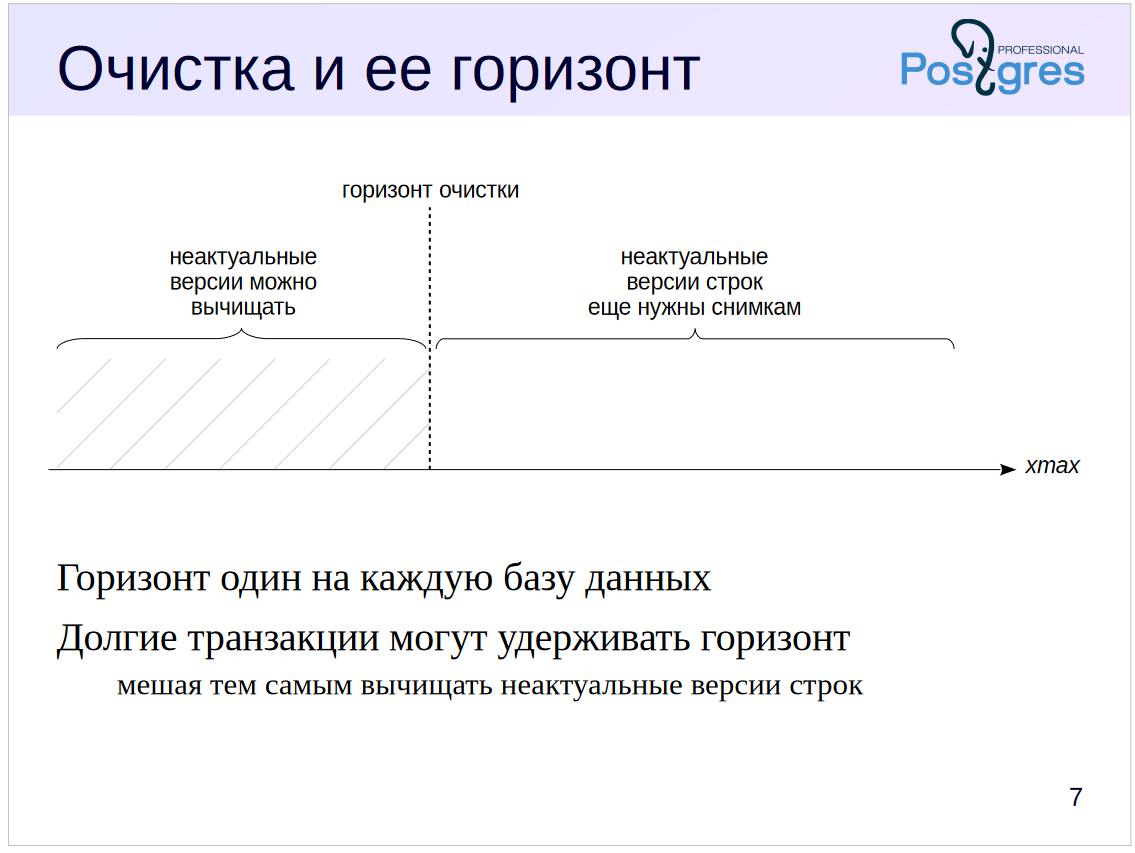 Очистка и ее горизонт
PROFESSIONAL
Postgres
горизонт очистки
неактуальные
версии можно
вычищать
неактуальные
версии строк
еще нужны снимкам
xmax
Горизонт один на каждую базу данных
Долгие транзакции могут удерживать горизонт
мешая тем самым вычищать неактуальные версии строк
7